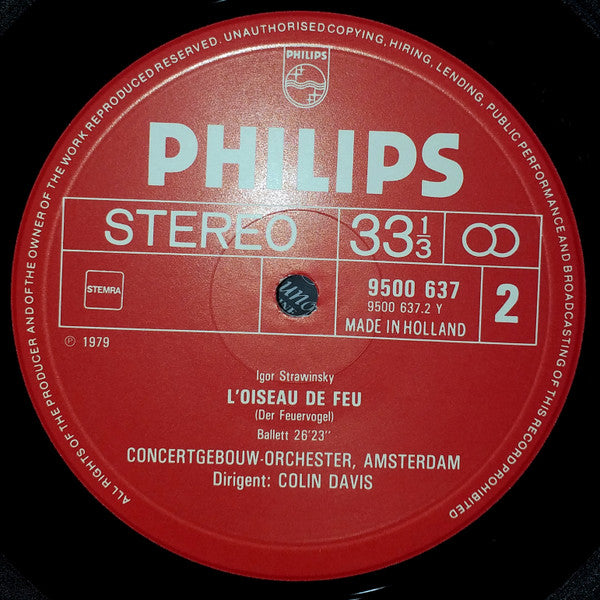 ALL RIGHTS OF THE PRODUCER AND OF THE OWNER OF THE WORK REPRODUCED RESERVED. UNAUTHORISED COPYING, HIRING, LENDING, PUBLIC PERFORMANCE AND BROADCASTING OF THIS RECORD PROHIBITED
PHILIPS
PHILIPS
STEREO
33 1/3
STEMRA
9500 637
9500 637.2 Y
MADE IN HOLLAND
2
℗ 1979
Igor Strawinsky
L'OISEAU DE FEU
(Der Feuervogel)
Ballett 26'23''
CONCERTGEBOUW-ORCHESTER, AMSTERDAM
Dirigent: COLIN DAVIS